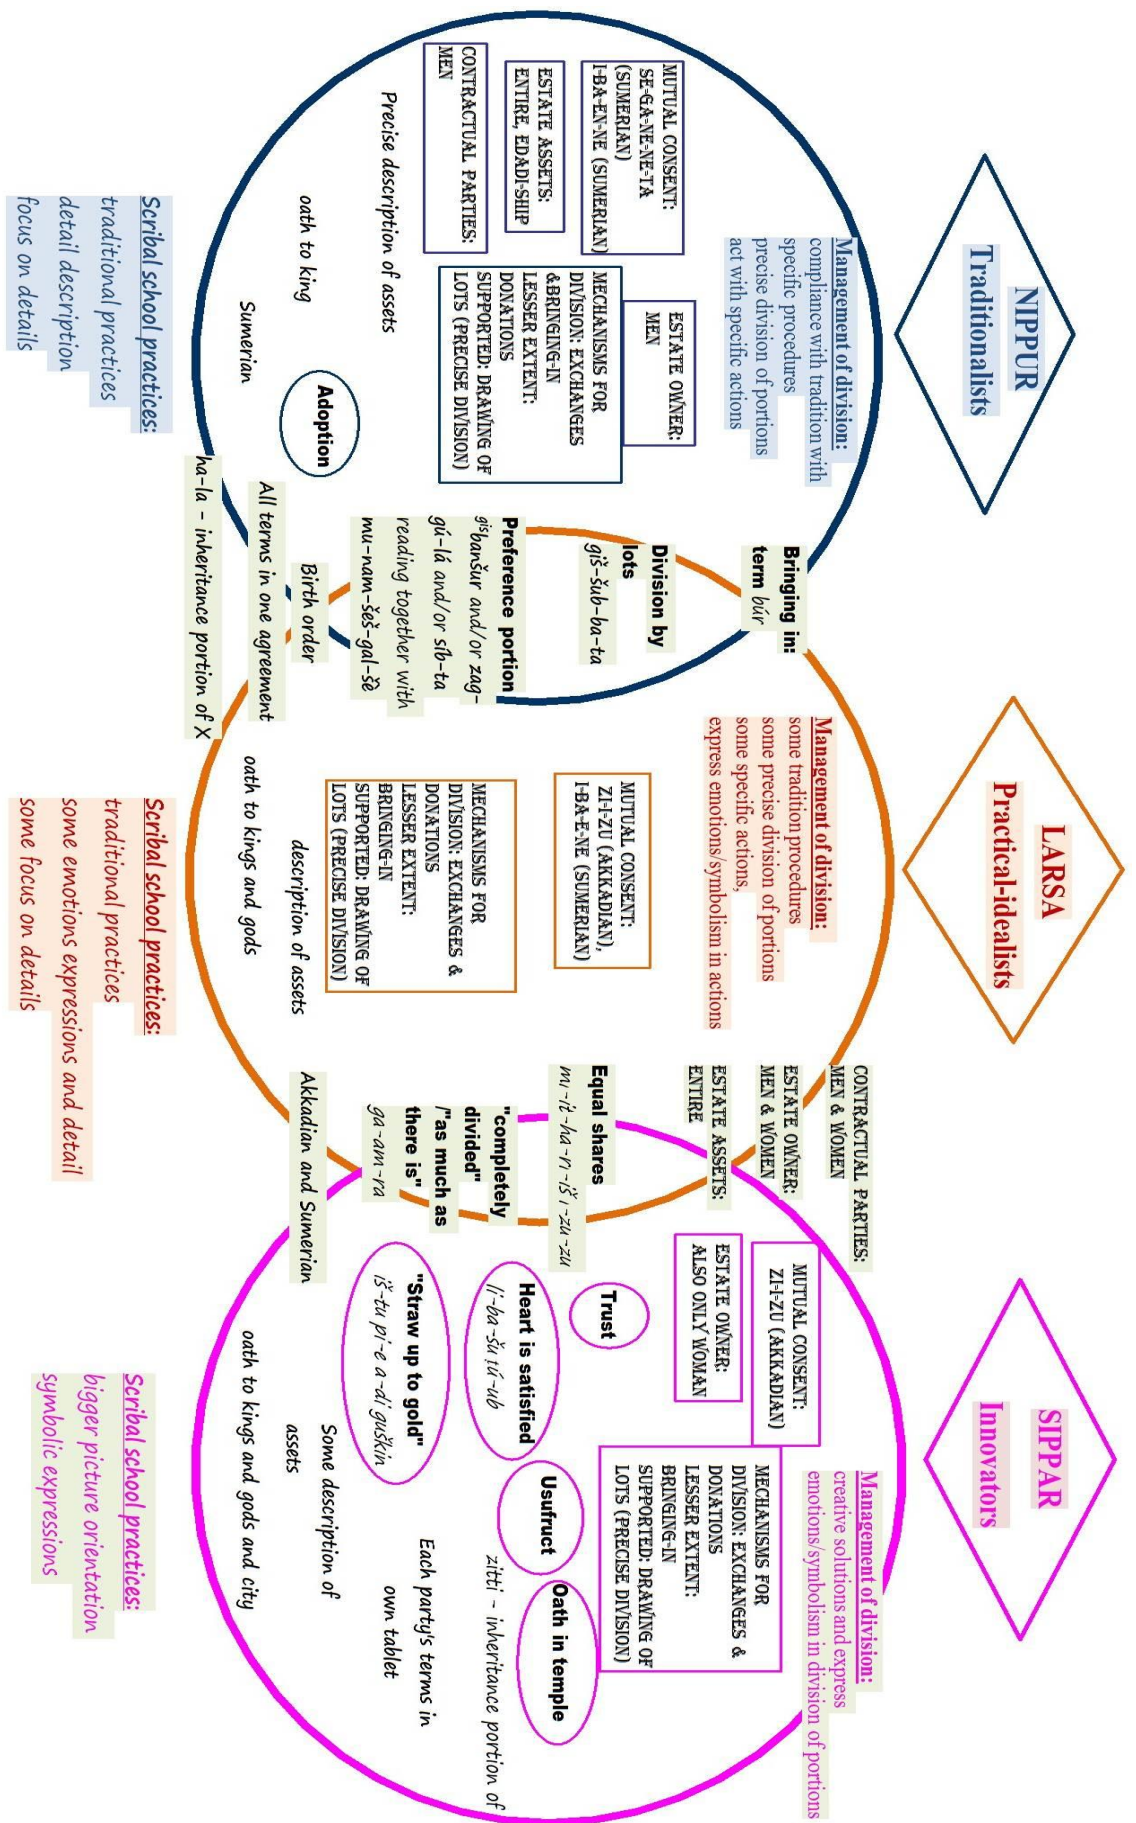 NIPPUR
Traditionalists
Management of division:
compliance with tradition with
specific procedures
precise division of portions
act with specific actions
MUTUAL CONSENT:
SE-GA-NE-NE-TA
(SUMERIAN)
I-BA-EN-NE (SUMERIAN)
ESTATE ASSETS:
ENTIRE, EDADI-SHIP
CONTRACTUAL PARTIES:
MEN
ESTATE OWNER:
MEN
MECHANISMS FOR
DIVISION: EXCHANGES
&BRINGING-IN
LESSER EXTENT:
DONATIONS
SUPPORTED: DRAWING OF
LOTS (PRECISE DIVISION)
Precise description of assets
oath to king
Sumerian
Adoption
Scribal school practices:
traditional practices
detail description
focus on details
Bringing in:
term búr
Division by
lots
giš-šub-ba-ta
Preference portion
gisbanšur and/or zag-
gú-lá and/or síb-ta
reading together with
mu-nam-šeš-gal-šè
Birth order
All terms in one agreement
ha-la – inheritance portion of X
LARSA
Practical-idealists
Management of division:
some tradition procedures
some precise division of portions
some specific actions,
express emotions/symbolism in actions
MUTUAL CONSENT:
ZI-I-ZU (AKKADIAN),
I-BA-E-NE (SUMERIAN)
MECHANISMS FOR
DIVISION: EXCHANGES &
DONATIONS
LESSER EXTENT:
BRINGING-IN
SUPPORTED: DRAWING OF
LOTS (PRECISE DIVISION)
description of assets
oath to kings and gods
Scribal school practices:
traditional practices
some emotions expressions and detail
some focus on details
CONTRACTUAL PARTIES:
MEN & WOMEN
ESTATE OWNER:
MEN & WOMEN
ESTATE ASSETS:
ENTIRE
Equal shares
mi-it-ha-ri-iš i-zu-zu
"completely
divided"
/"as much as
there is"
ga-am-ra
Akkadian and Sumerian
SIPPAR
Innovators
Management of division:
creative solutions and express
emotions/symbolism in division of portions
MUTUAL CONSENT:
ZI-I-ZU (AKKADIAN)
ESTATE OWNER:
ALSO ONLY WOMAN
Trust
Heart is satisfied
li-ba-šu ṭú-ub
"Straw up to gold"
iš-tu pi-e a-di guškin
MECHANISMS FOR
DIVISION: EXCHANGES &
DONATIONS
LESSER EXTENT:
BRINGING-IN
SUPPORTED: DRAWING OF
LOTS (PRECISE DIVISION)
Usufruct
Oath in temple
zitti – inheritance portion of
Each party's terms in
own tablet
Some description of
assets
oath to kings and gods and city
Scribal school practices:
bigger picture orientation
symbolic expressions